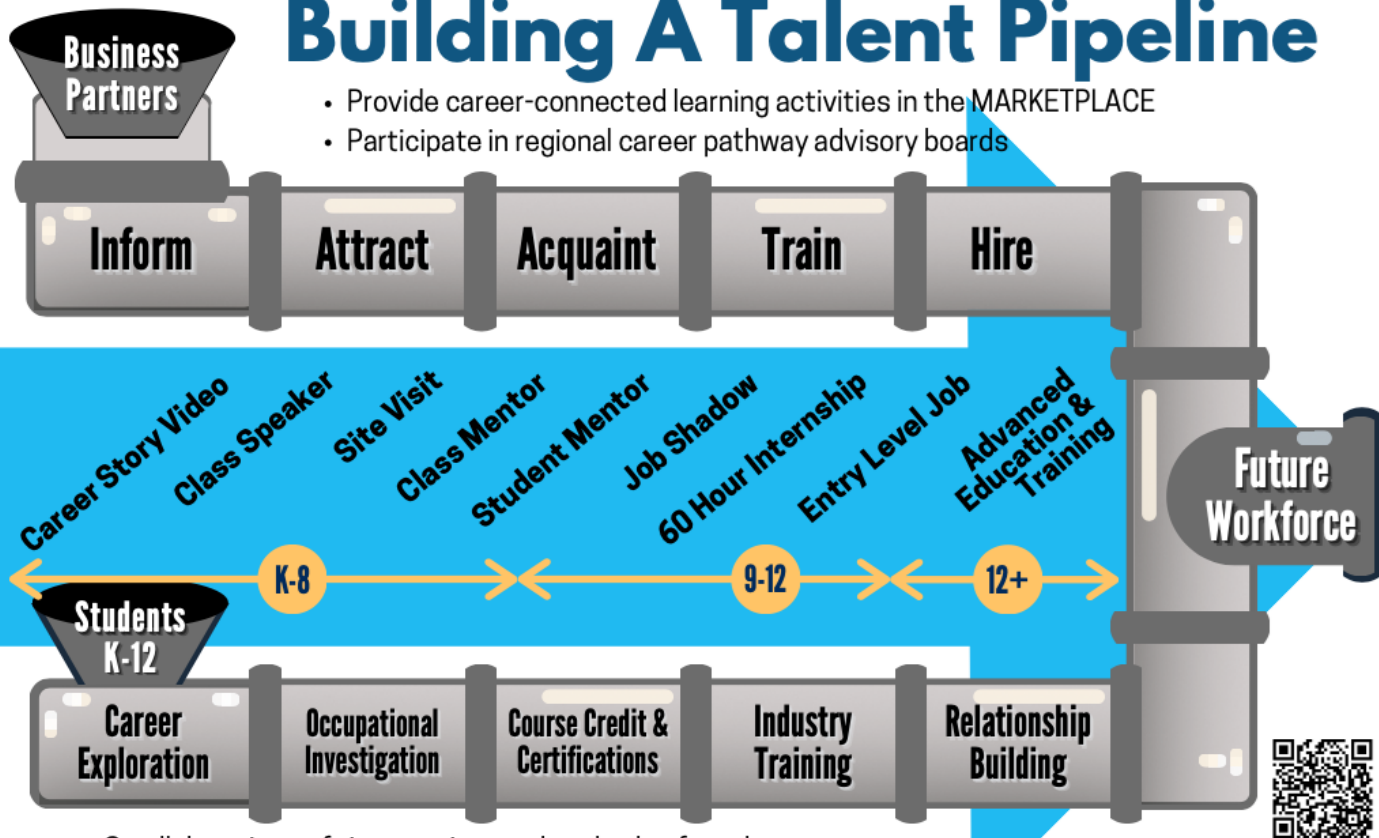 Building A Talent Pipeline
Business
Partners
• Provide career-connected learning activities in the MARKETPLACE
• Participate in regional career pathway advisory boards
Inform
Attract
Acquaint
Train
Hire
Career Story Video
Class Speaker
Site Visit
Class Mentor
Student Mentor
Job Shadow
60 Hour Internship
Entry Level Job
Advanced
Education &
Training
Future
Workforce
K-8
9-12
12+
Students
K-12
Career
Exploration
Occupational
Investigation
Course Credit &
Certifications
Industry
Training
Relationship
Building